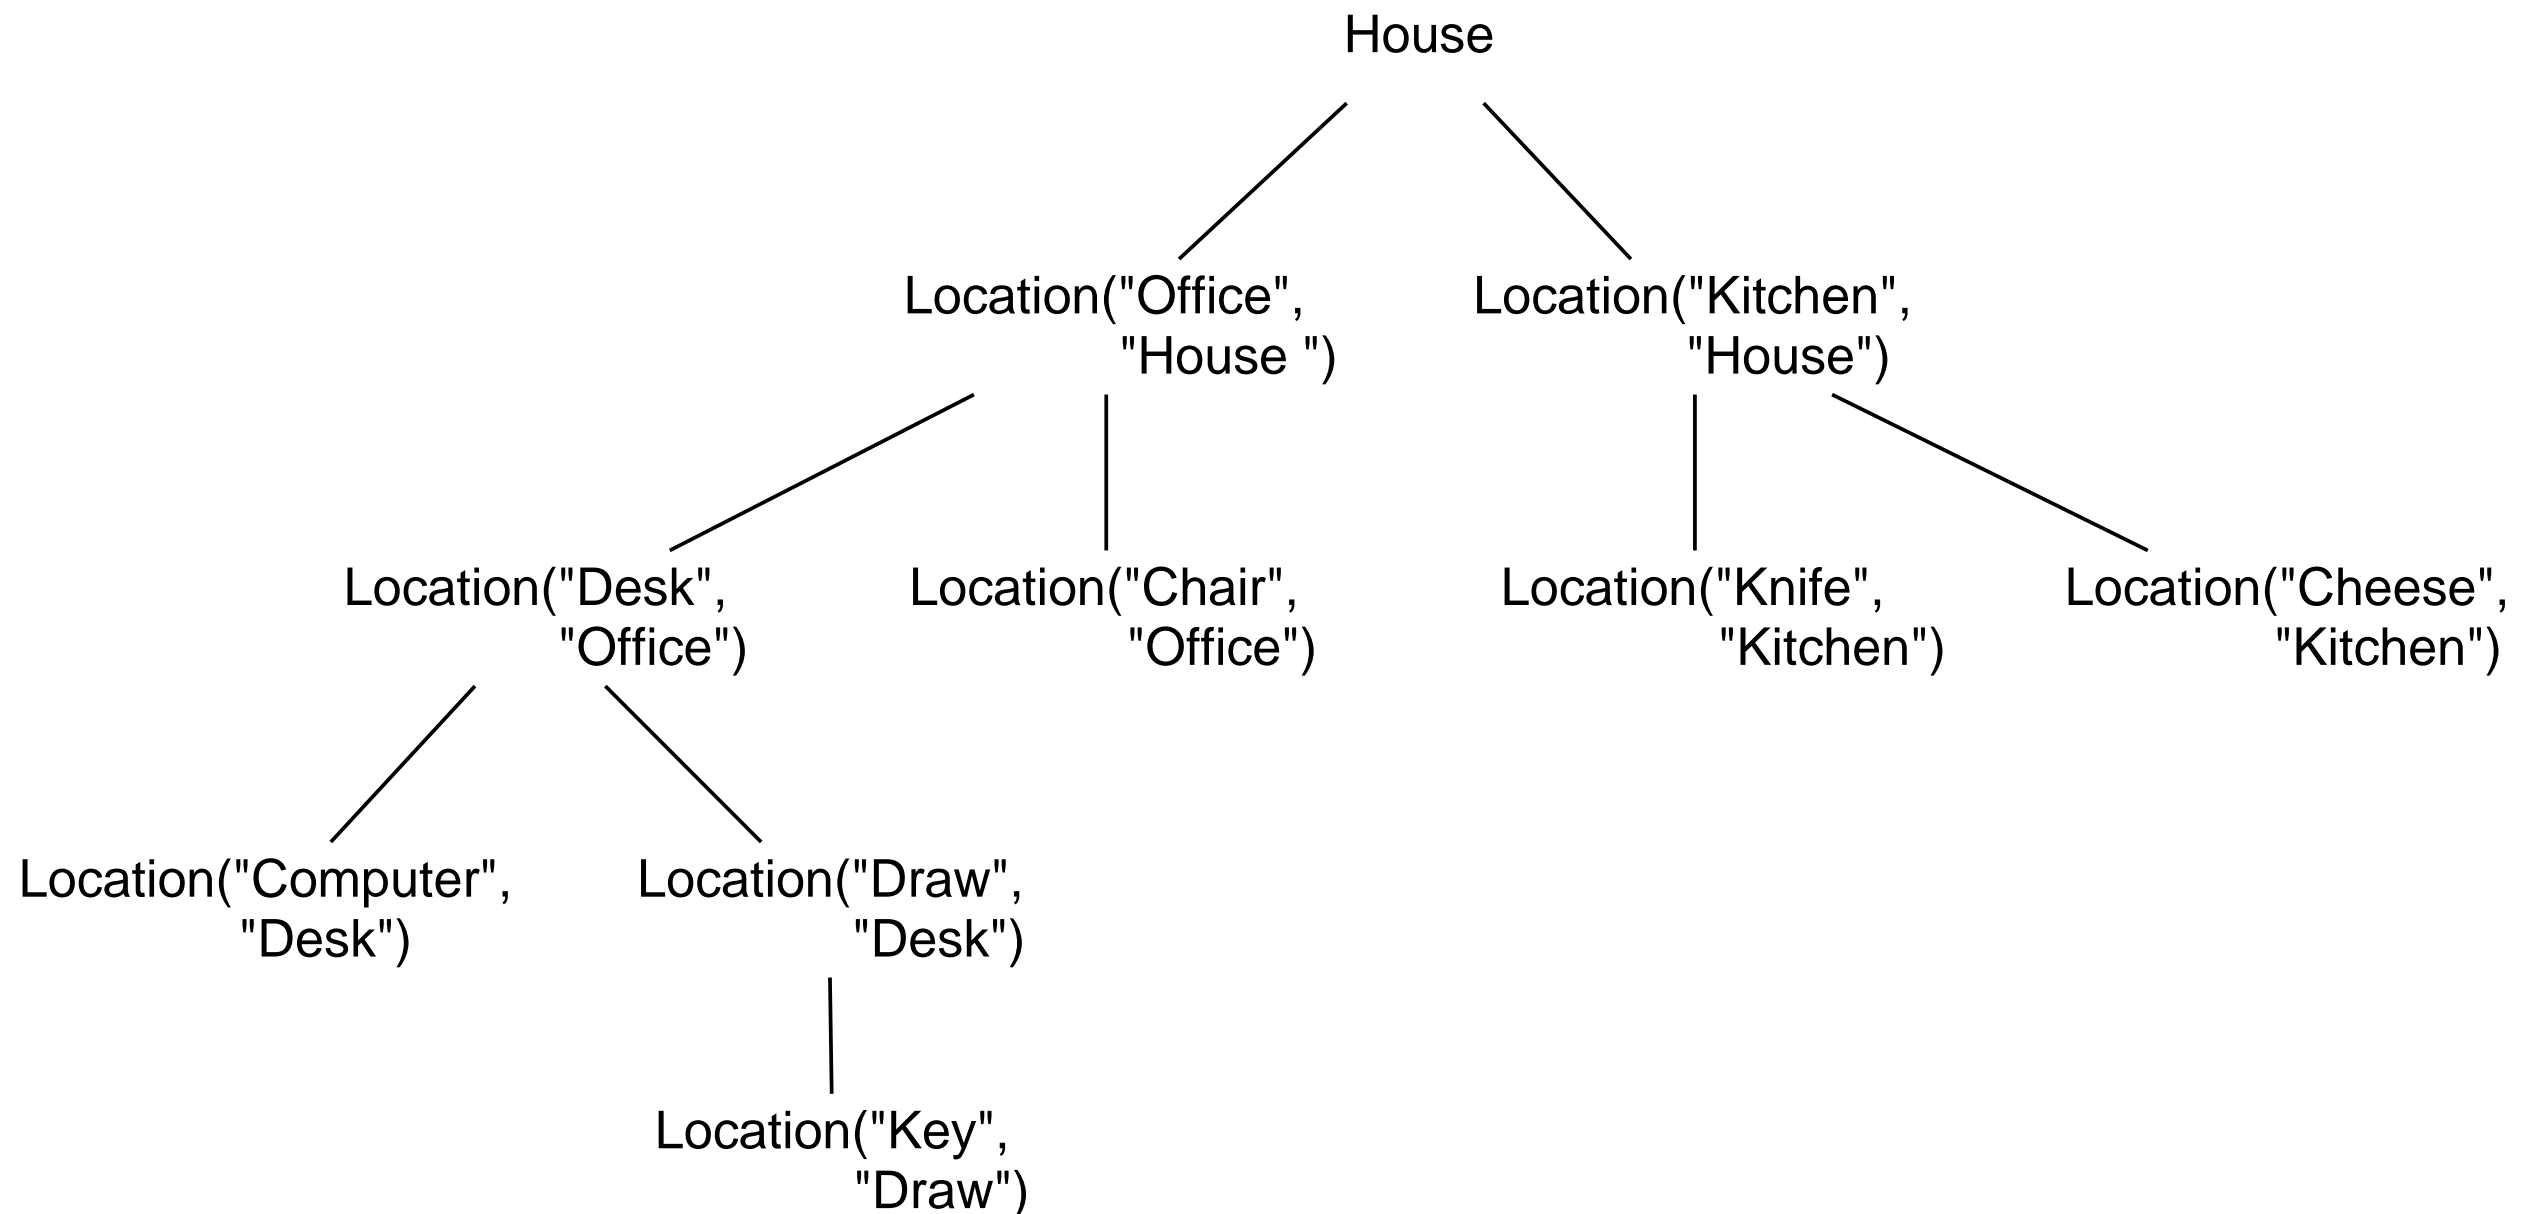 House
Location("Office",
"House ")
Location("Kitchen",
"House")
Location("Desk",
"Office")
Location("Chair",
"Office")
Location("Knife",
"Kitchen")
Location("Cheese",
"Kitchen")
Location("Computer",
"Desk")
Location("Draw",
"Desk")
Location("Key",
"Draw")